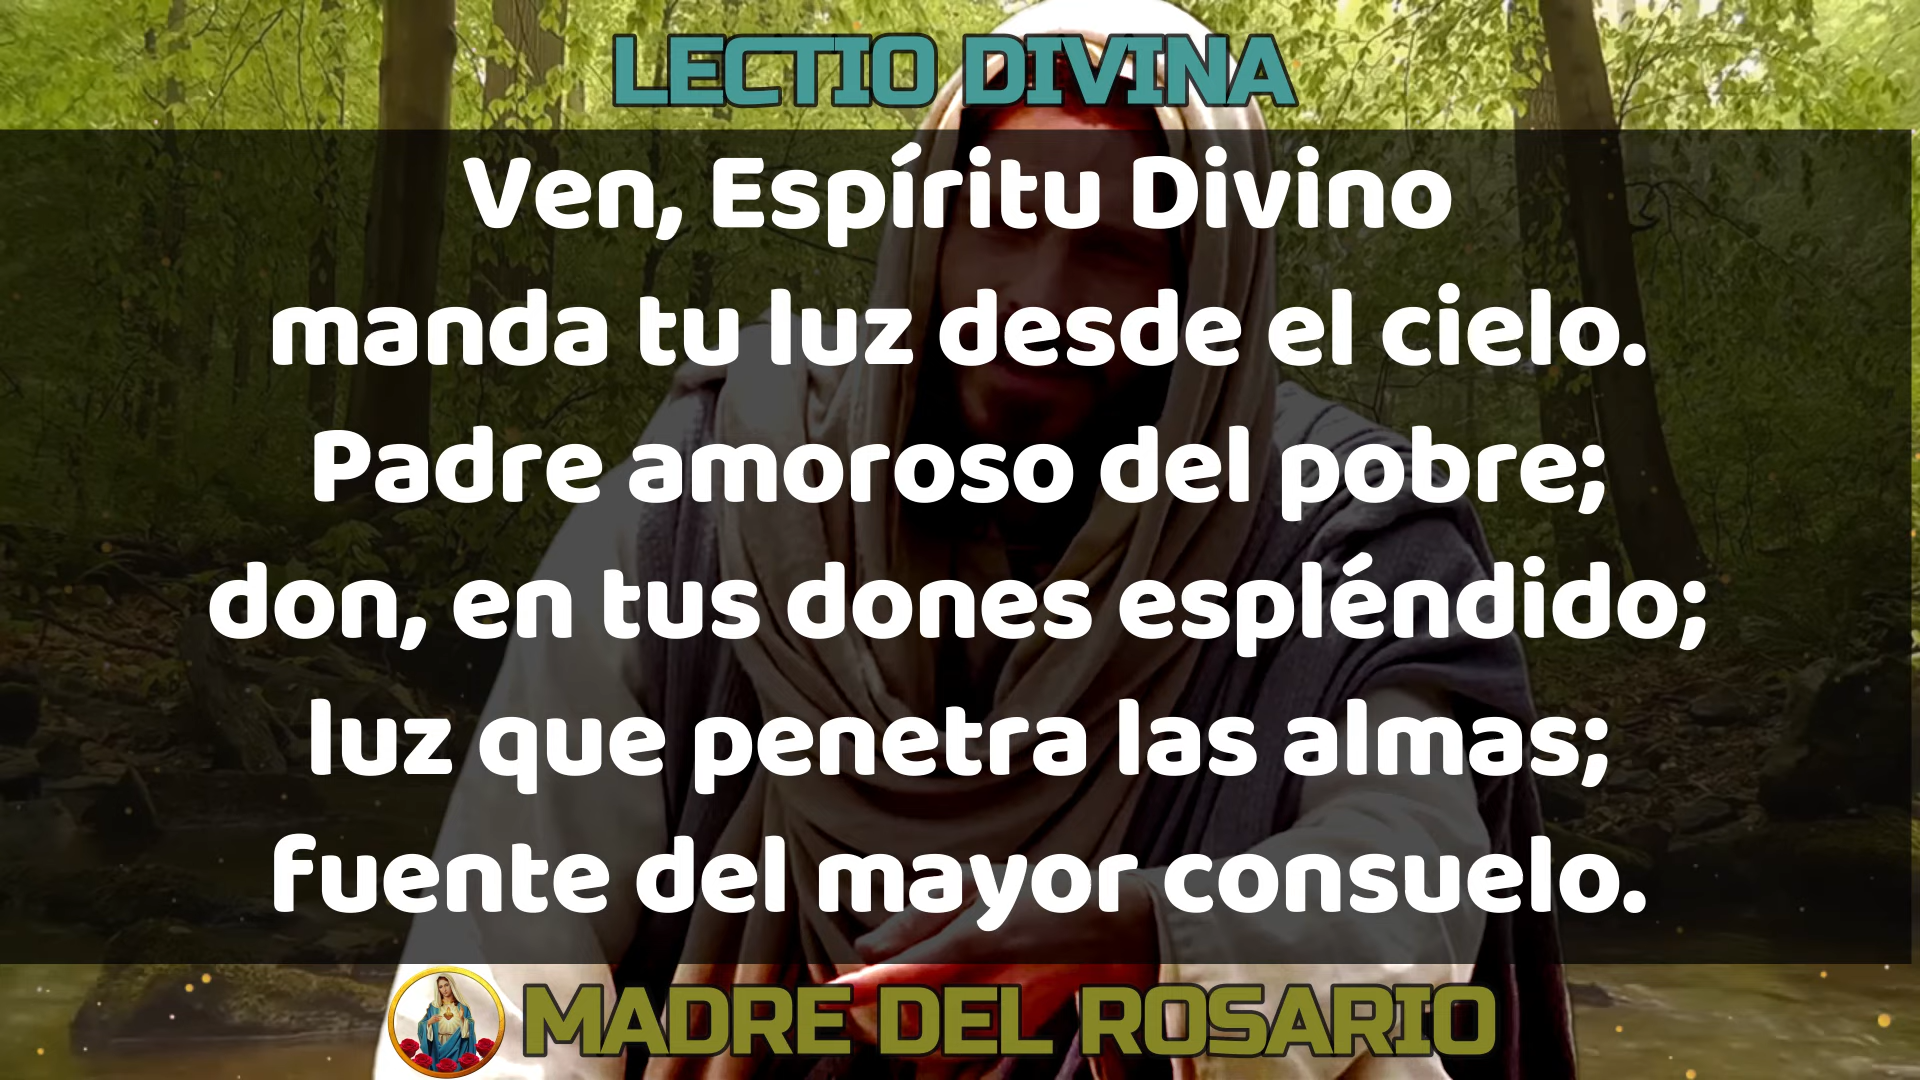 LECTIO DIVINA
Ven, Espíritu Divino
manda tu luz desde el cielo.
Padre amoroso del pobre;
don, en tus dones espléndido;
luz que penetra las almas;
fuente del mayor consuelo.
MADRE DEL ROSARIO